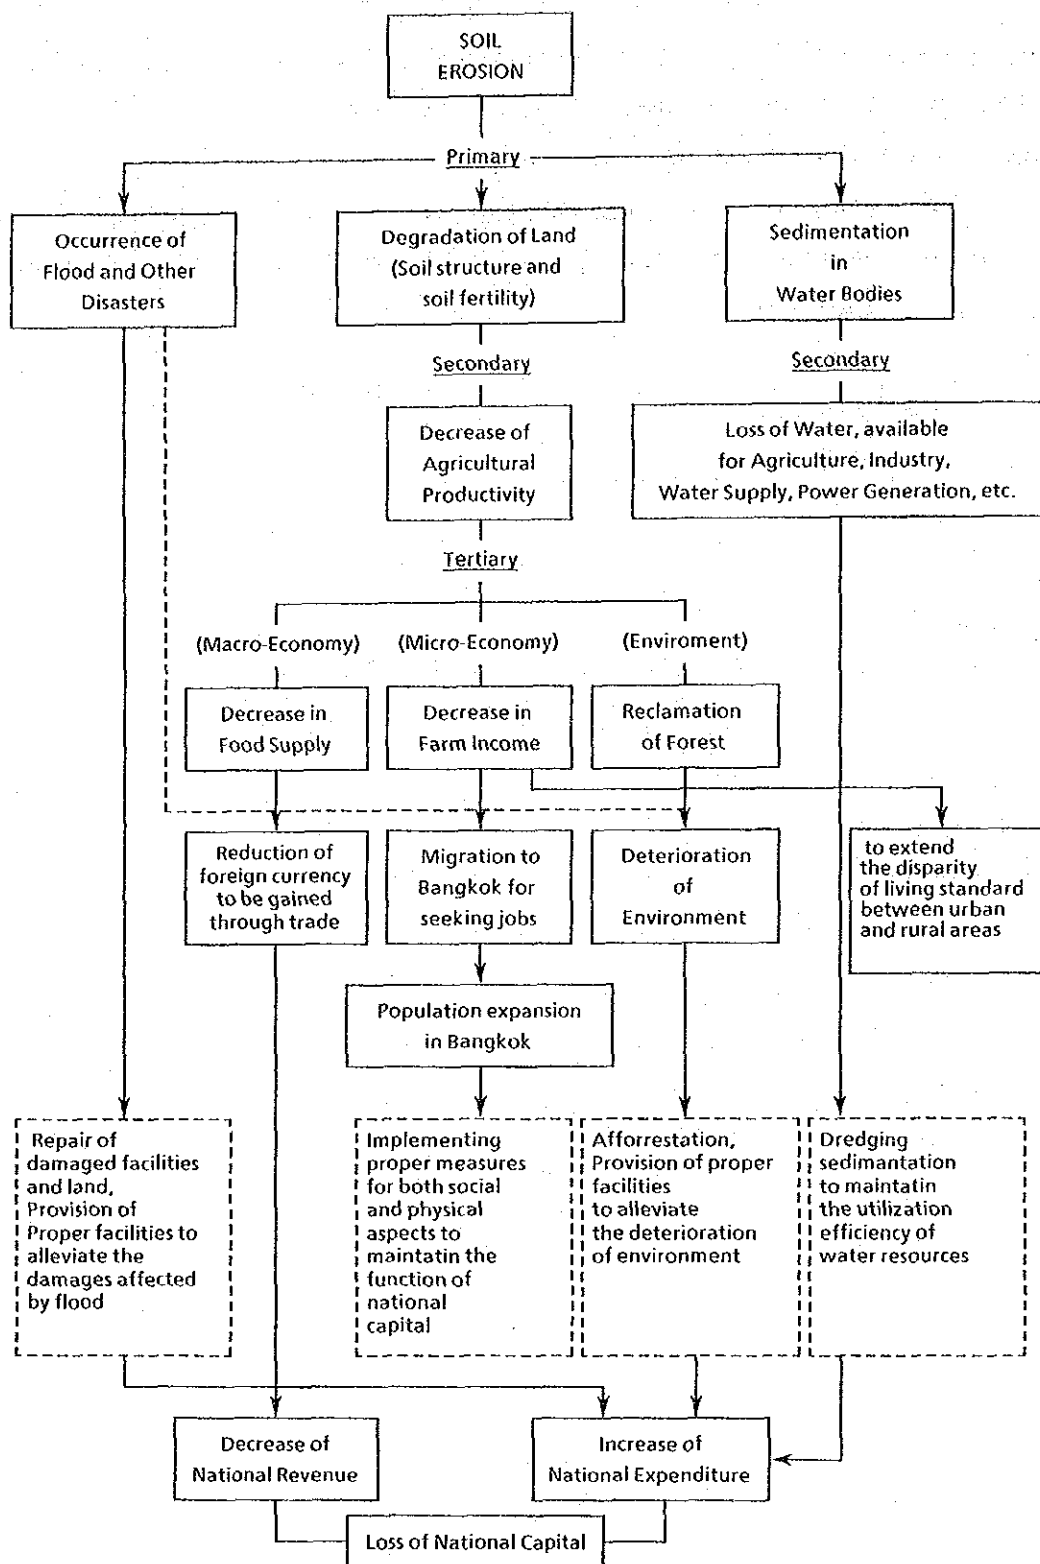 SOIL
EROSION
Primary
Occurrence of
Flood and Other
Disasters
Degradation of Land
(Soil structure and
soil fertility)
Sedimentation
in
Water Bodies
Secondary
Secondary
Decrease of
Agricultural
Productivity
Loss of Water, available
for Agriculture, Industry,
Water Supply, Power Generation, etc.
Tertiary
(Macro-Economy)
(Micro-Economy)
(Enviroment)
Decrease in
Food Supply
Decrease in
Farm Income
Reclamation
of Forest
Reduction of
foreign currency
to be gained
through trade
Migration to
Bangkok for
seeking jobs
Deterioration
of
Environment
to extend
the disparity
of living standard
between urban
and rural areas
Population expansion
in Bangkok
Repair of
damaged facilities
and land,
Provision of
Proper facilities to
alleviate the
damages affected
by flood
Implementing
proper measures
for both social
and physical
aspects to
maintatin the
function of
national
capital
Afforrestation,
Provision of proper
facilities
to alleviate
the deterioration
of environment
Dredging
sedimantation
to maintatin
the utilization
efficiency of
water resources
Decrease of
National Revenue
Increase of
National Expenditure
Loss of National Capital